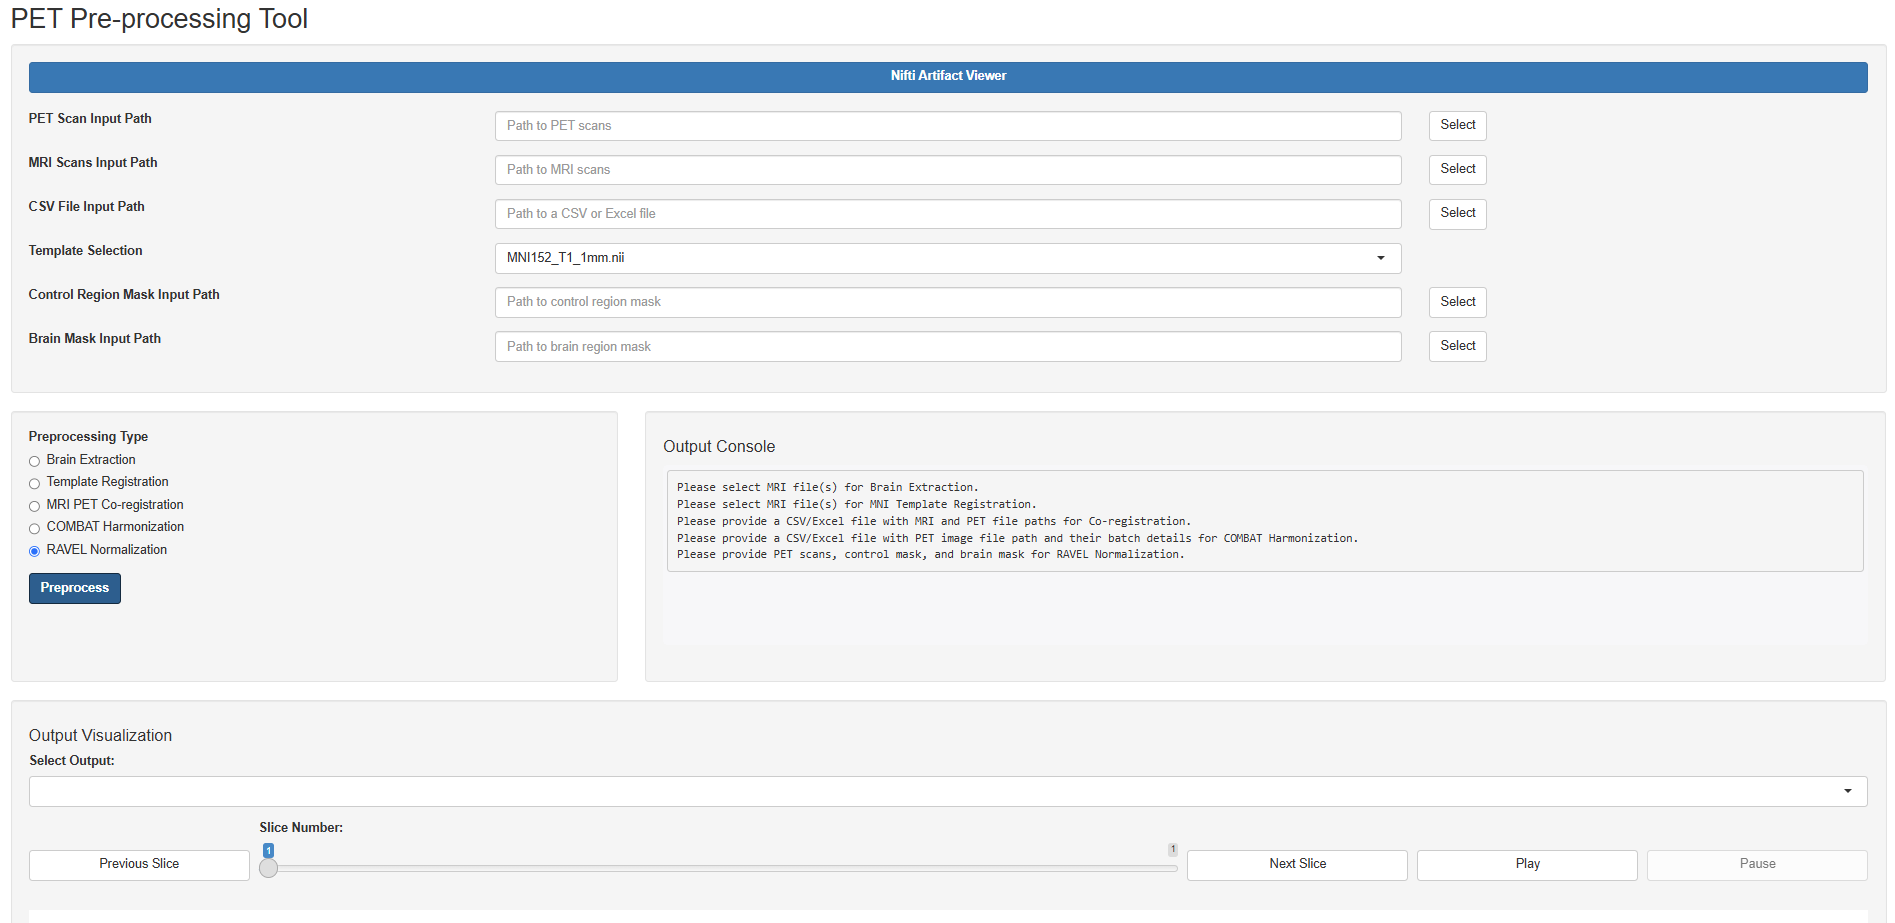 PET Pre-processing Tool
Nifti Artifact Viewer
PET Scan Input Path
Path to PET scans
Select
MRI Scans Input Path
Path to MRI scans
Select
CSV File Input Path
Path to a CSV or Excel file
Select
Template Selection
MNI152_T1_1mm.nii
Control Region Mask Input Path
Path to control region mask
Select
Brain Mask Input Path
Path to brain region mask
Select
Preprocessing Type
Brain Extraction
Template Registration
MRI PET Co-registration
COMBAT Harmonization
RAVEL Normalization
Preprocess
Output Console
Please select MRI file(s) for Brain Extraction.
Please select MRI file(s) for MNI Template Registration.
Please provide a CSV/Excel file with MRI and PET file paths for Co-registration.
Please provide a CSV/Excel file with PET image file path and their batch details for COMBAT Harmonization.
Please provide PET scans, control mask, and brain mask for RAVEL Normalization.
Output Visualization
Select Output:
Slice Number:
Previous Slice
1
1
Next Slice
Play
Pause